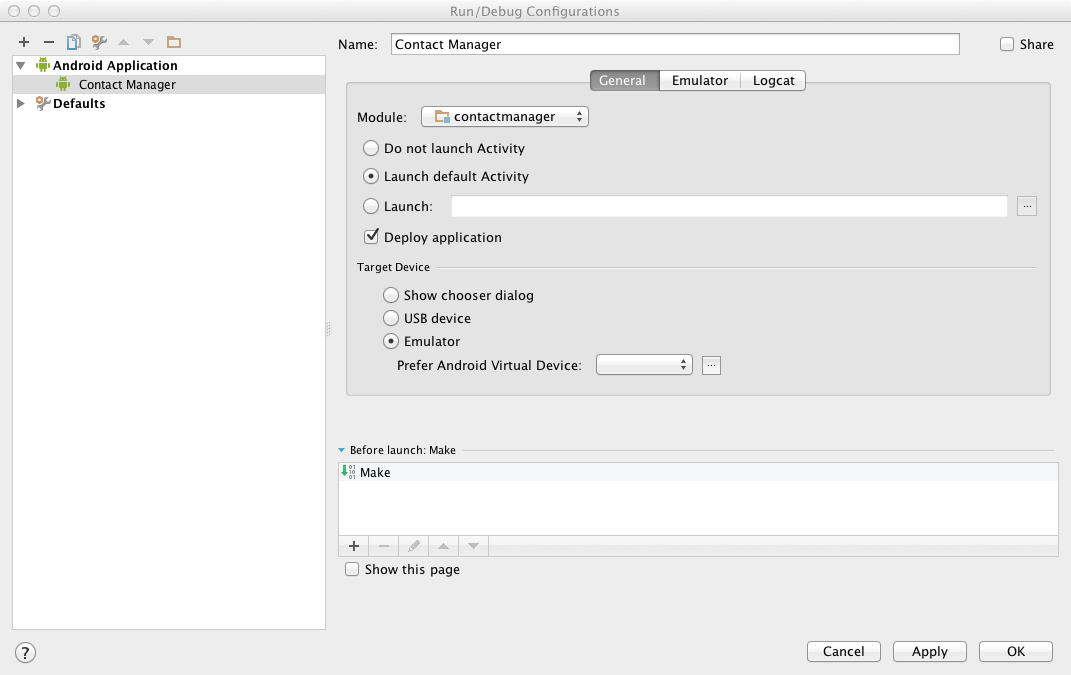 Run/Debug Configurations
Name: Contact Manager Share
Android Application
Contact Manager
Defaults
General Emulator Logcat
Module: contactmanager
Do not launch Activity
Launch default Activity
Launch: ...
Deploy application
Target Device
Show chooser dialog
USB device
Emulator
Prefer Android Virtual Device: ...
Before launch: Make
Make
Show this page
? Cancel Apply OK